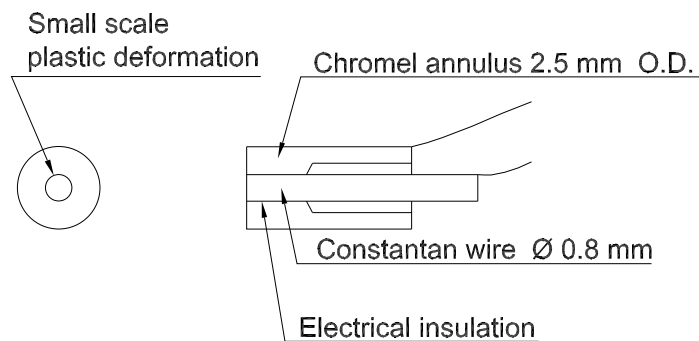 Small scale
plastic deformation
Chromel annulus 2.5 mm O.D.
Constantan wire Ø 0.8 mm
Electrical insulation